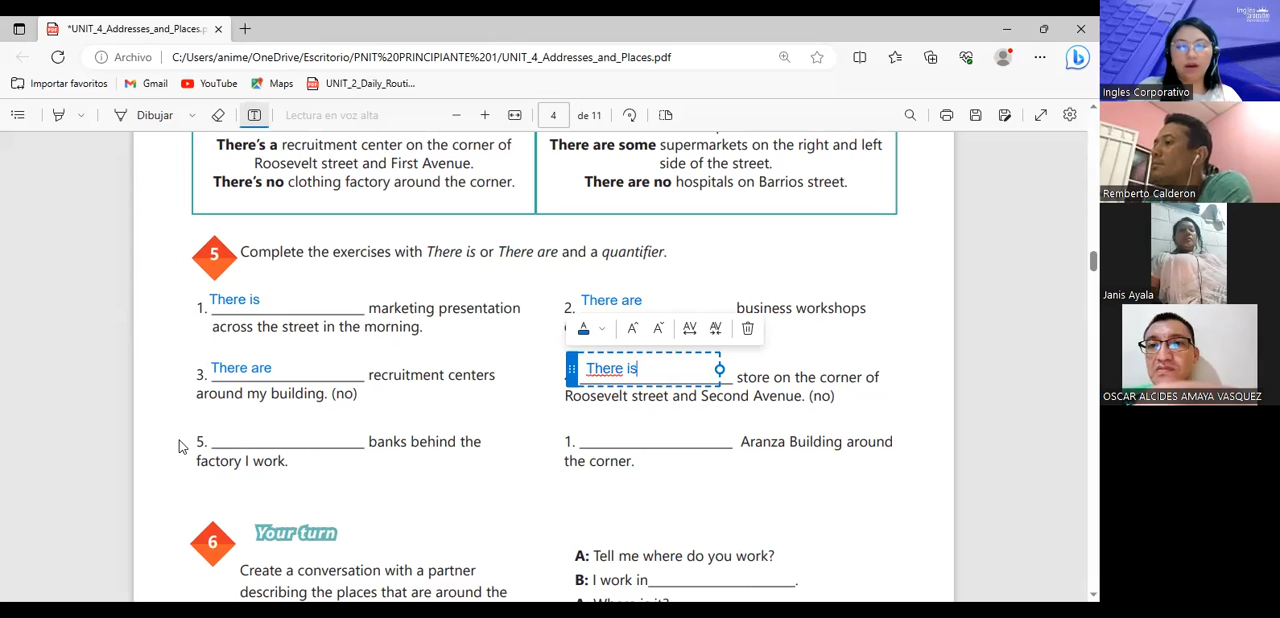 *UNIT_4_Addresses_and_Places.p
Archivo
C:/Users/anime/OneDrive/Escritorio/PNIT%20PRINCIPIANTE%201/UNIT_4_Addresses_and_Places.pdf
Importar favoritos
Gmail
YouTube
Maps
UNIT_2_Daily_Routi...
Dibujar
Lectura en voz alta
4
de 11
There's a recruitment center on the corner of
Roosevelt street and First Avenue.
There's no clothing factory around the corner.
There are some supermarkets on the right and left
side of the street.
There are no hospitals on Barrios street.
5
Complete the exercises with There is or There are and a quantifier.
1. There is marketing presentation
across the street in the morning.
2. There are business workshops
3. There are recruitment centers
around my building. (no)
There is store on the corner of
Roosevelt street and Second Avenue. (no)
5. ____________ banks behind the
factory I work.
1. ____________ Aranza Building around
the corner.
6
Your turn
Create a conversation with a partner
describing the places that are around the
A: Tell me where do you work?
B: I work in____________.
Ingles Corporativo
Remberto Calderon
Janis Ayala
OSCAR ALCIDES AMAYA VASQUEZ